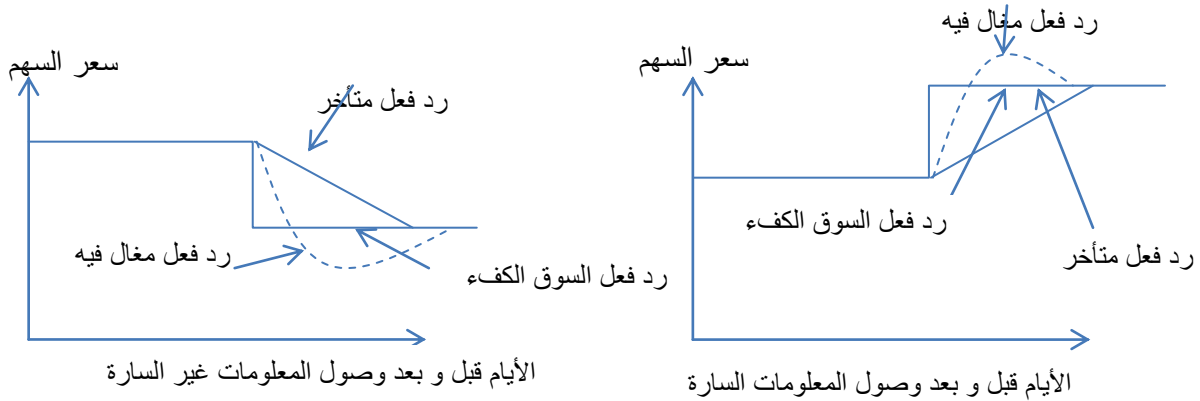 رد فعل مغال فيه
سعر السهم
رد فعل السوق الكفء
رد فعل متأخر
الأيام قبل و بعد وصول المعلومات السارة
سعر السهم
رد فعل متأخر
رد فعل مغال فيه
رد فعل السوق الكفء
الأيام قبل و بعد وصول المعلومات غير السارة